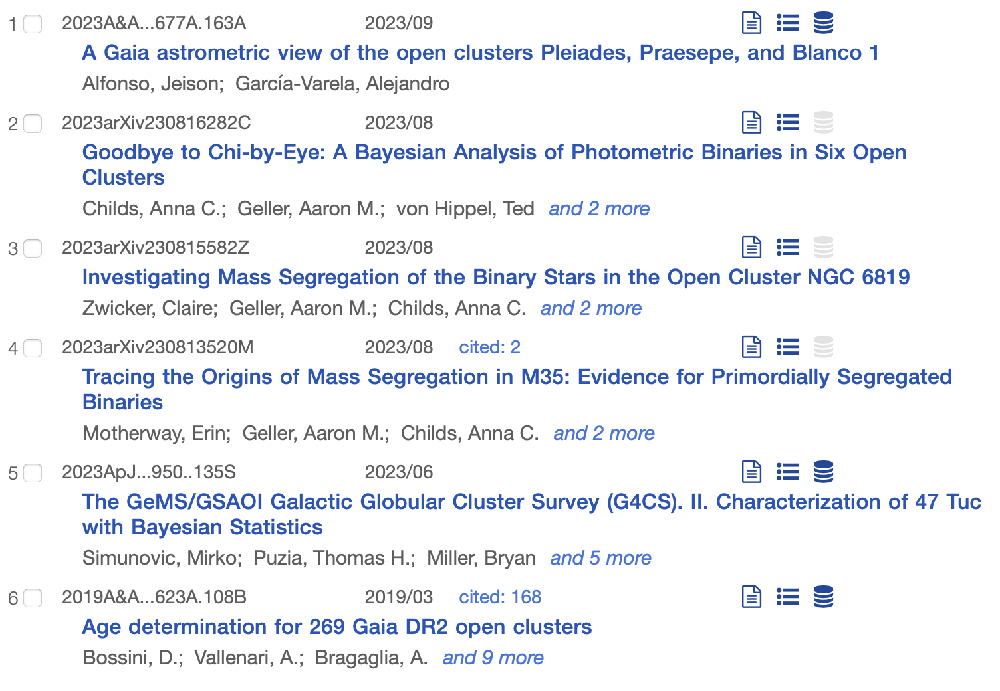 1 2023A&A...677A.163A 2023/09
A Gaia astrometric view of the open clusters Pleiades, Praesepe, and Blanco 1
Alfonso, Jeison; García-Varela, Alejandro
2 2023arXiv230816282C 2023/08
Goodbye to Chi-by-Eye: A Bayesian Analysis of Photometric Binaries in Six Open
Clusters
Childs, Anna C.; Geller, Aaron M.; von Hippel, Ted and 2 more
3 2023arXiv230815582Z 2023/08
Investigating Mass Segregation of the Binary Stars in the Open Cluster NGC 6819
Zwicker, Claire; Geller, Aaron M.; Childs, Anna C. and 2 more
4 2023arXiv230813520M 2023/08 cited: 2
Tracing the Origins of Mass Segregation in M35: Evidence for Primordially Segregated
Binaries
Motherway, Erin; Geller, Aaron M.; Childs, Anna C. and 2 more
5 2023ApJ...950..135S 2023/06
The GeMS/GSAOI Galactic Globular Cluster Survey (G4CS). II. Characterization of 47 Tuc
with Bayesian Statistics
Simunovic, Mirko; Puzia, Thomas H.; Miller, Bryan and 5 more
6 2019A&A...623A.108B 2019/03 cited: 168
Age determination for 269 Gaia DR2 open clusters
Bossini, D.; Vallenari, A.; Bragaglia, A. and 9 more